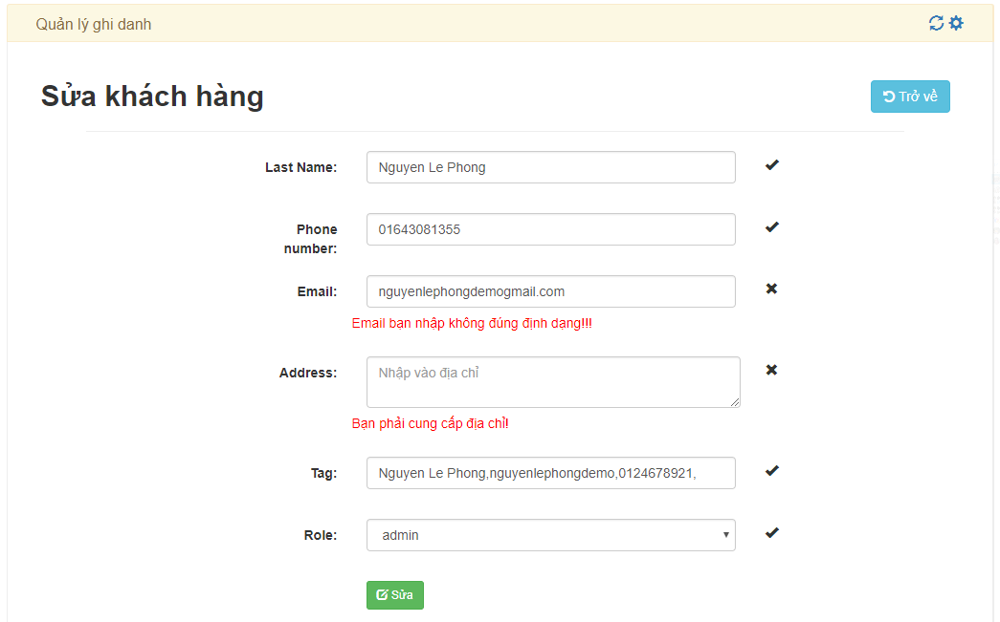 Quản lý ghi danh
Sửa khách hàng
Trở về
Last Name:
Nguyen Le Phong
Phone
number:
01643081355
Email:
nguyenlephongdemogmail.com
Email bạn nhập không đúng định dạng!!!
Address:
Nhập vào địa chỉ
Bạn phải cung cấp địa chỉ!
Tag:
Nguyen Le Phong,nguyenlephongdemo,0124678921,
Role:
admin
Sửa